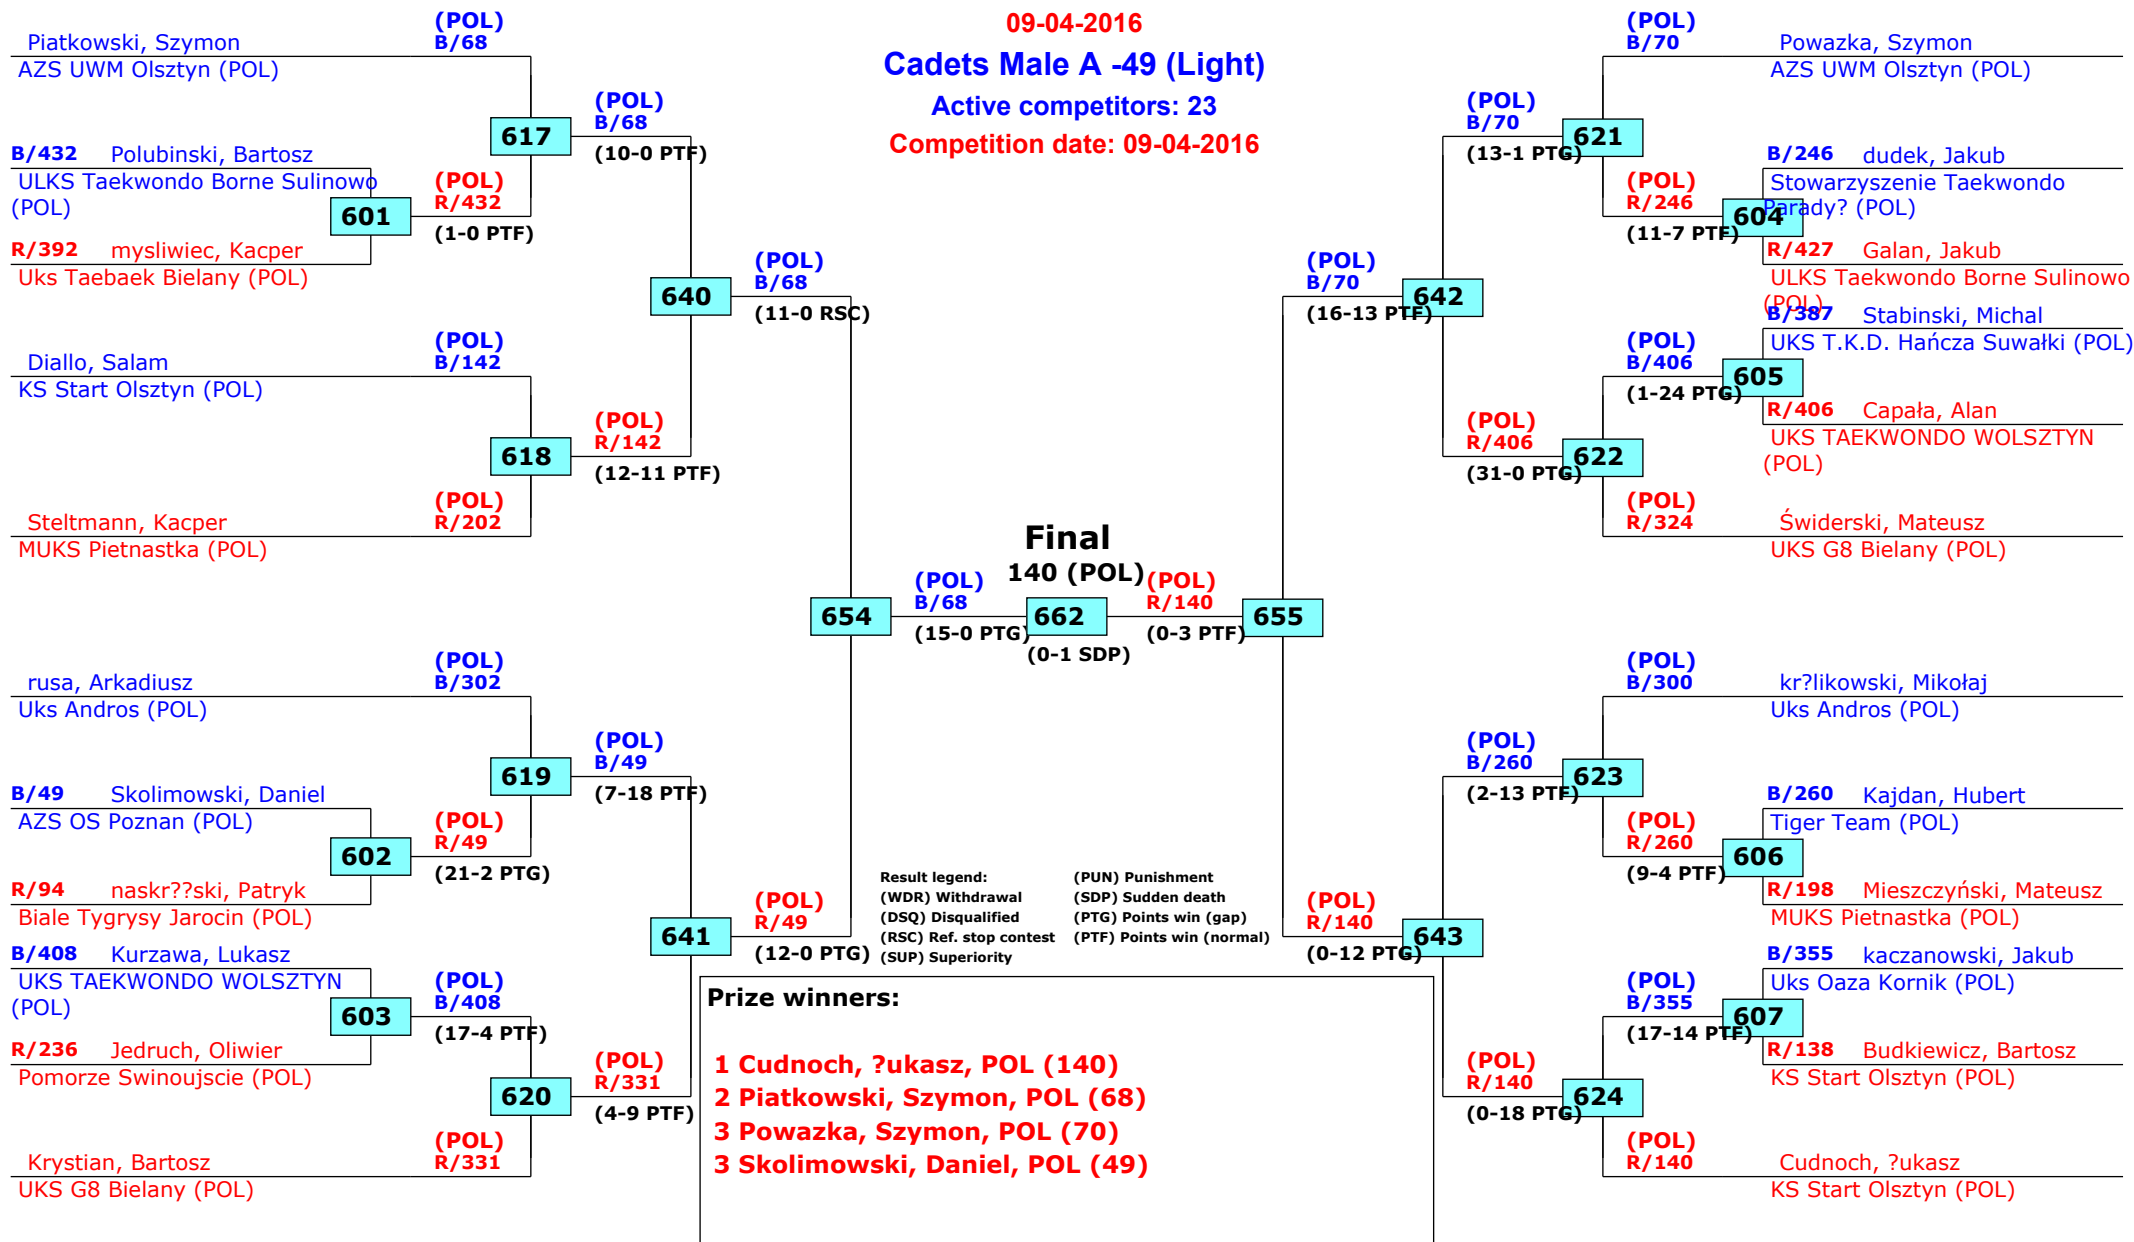 09-04-2016
Cadets Male A -49 (Light)
Active competitors: 23
Competition date: 09-04-2016
Piatkowski, Szymon
AZS UWM Olsztyn (POL)
(POL)
B/68
B/432 Polubinski, Bartosz
ULKS Taekwondo Borne Sulinowo
(POL)
601
R/392 mysliwiec, Kacper
Uks Taebaek Bielany (POL)
(POL)
R/432
(1-0 PTF)
617
(POL)
B/68
(10-0 PTF)
Diallo, Salam
KS Start Olsztyn (POL)
(POL)
B/142
618
Steltmann, Kacper
MUKS Pietnastka (POL)
(POL)
R/202
(POL)
R/142
(12-11 PTF)
640
(POL)
B/68
(11-0 RSC)
rusa, Arkadiusz
Uks Andros (POL)
(POL)
B/302
B/49 Skolimowski, Daniel
AZS OS Poznan (POL)
602
R/94 naskr??ski, Patryk
Biale Tygrysy Jarocin (POL)
(POL)
R/49
(21-2 PTG)
619
(POL)
B/49
(7-18 PTF)
B/408 Kurzawa, Lukasz
UKS TAEKWONDO WOLSZTYN
(POL)
603
R/236 Jedruch, Oliwier
Pomorze Swinoujscie (POL)
(POL)
B/408
(17-4 PTF)
620
Krystian, Bartosz
UKS G8 Bielany (POL)
(POL)
R/331
(POL)
R/331
(4-9 PTF)
641
(POL)
R/49
(12-0 PTG)
654
(POL)
B/68
(15-0 PTG)
Final
140 (POL)
662
(0-1 SDP)
(POL)
R/140
(0-3 PTF)
655
(POL)
B/70
Powazka, Szymon
AZS UWM Olsztyn (POL)
621
(POL)
B/70
(13-1 PTG)
B/246 dudek, Jakub
Stowarzyszenie Taekwondo
Parady? (POL)
604
(POL)
R/246
(11-7 PTF)
R/427 Galan, Jakub
ULKS Taekwondo Borne Sulinowo
(POL)
642
(POL)
B/70
(16-13 PTF)
B/387 Stabinski, Michal
UKS T.K.D. Hańcza Suwałki (POL)
605
(POL)
B/406
(1-24 PTG)
R/406 Capała, Alan
UKS TAEKWONDO WOLSZTYN
(POL)
622
(POL)
R/406
(31-0 PTG)
(POL)
R/324
Świderski, Mateusz
UKS G8 Bielany (POL)
(POL)
B/300
kr?likowski, Mikołaj
Uks Andros (POL)
623
(POL)
B/260
(2-13 PTF)
B/260 Kajdan, Hubert
Tiger Team (POL)
606
(POL)
R/260
(9-4 PTF)
R/198 Mieszczyński, Mateusz
MUKS Pietnastka (POL)
643
(POL)
R/140
(0-12 PTG)
B/355 kaczanowski, Jakub
Uks Oaza Kornik (POL)
607
(POL)
B/355
(17-14 PTF)
R/138 Budkiewicz, Bartosz
KS Start Olsztyn (POL)
624
(POL)
R/140
(0-18 PTG)
(POL)
R/140
Cudnoch, ?ukasz
KS Start Olsztyn (POL)
Result legend:
(WDR) Withdrawal
(DSQ) Disqualified
(RSC) Ref. stop contest
(SUP) Superiority
(PUN) Punishment
(SDP) Sudden death
(PTG) Points win (gap)
(PTF) Points win (normal)
Prize winners:
1 Cudnoch, ?ukasz, POL (140)
2 Piatkowski, Szymon, POL (68)
3 Powazka, Szymon, POL (70)
3 Skolimowski, Daniel, POL (49)